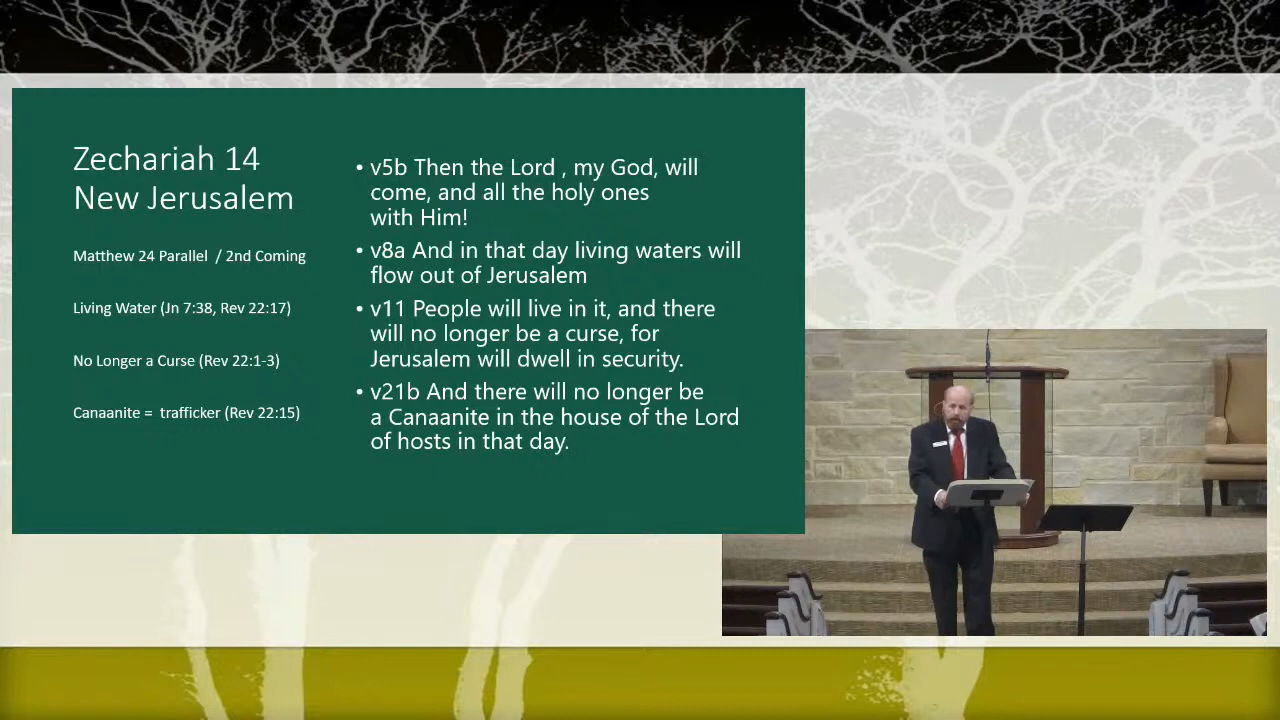 Zechariah 14
New Jerusalem
Matthew 24 Parallel / 2nd Coming
Living Water (Jn 7:38, Rev 22:17)
No Longer a Curse (Rev 22:1-3)
Canaanite = trafficker (Rev 22:15)
• v5b Then the Lord , my God, will
come, and all the holy ones
with Him!
• v8a And in that day living waters will
flow out of Jerusalem
• v11 People will live in it, and there
will no longer be a curse, for
Jerusalem will dwell in security.
• v21b And there will no longer be
a Canaanite in the house of the Lord
of hosts in that day.